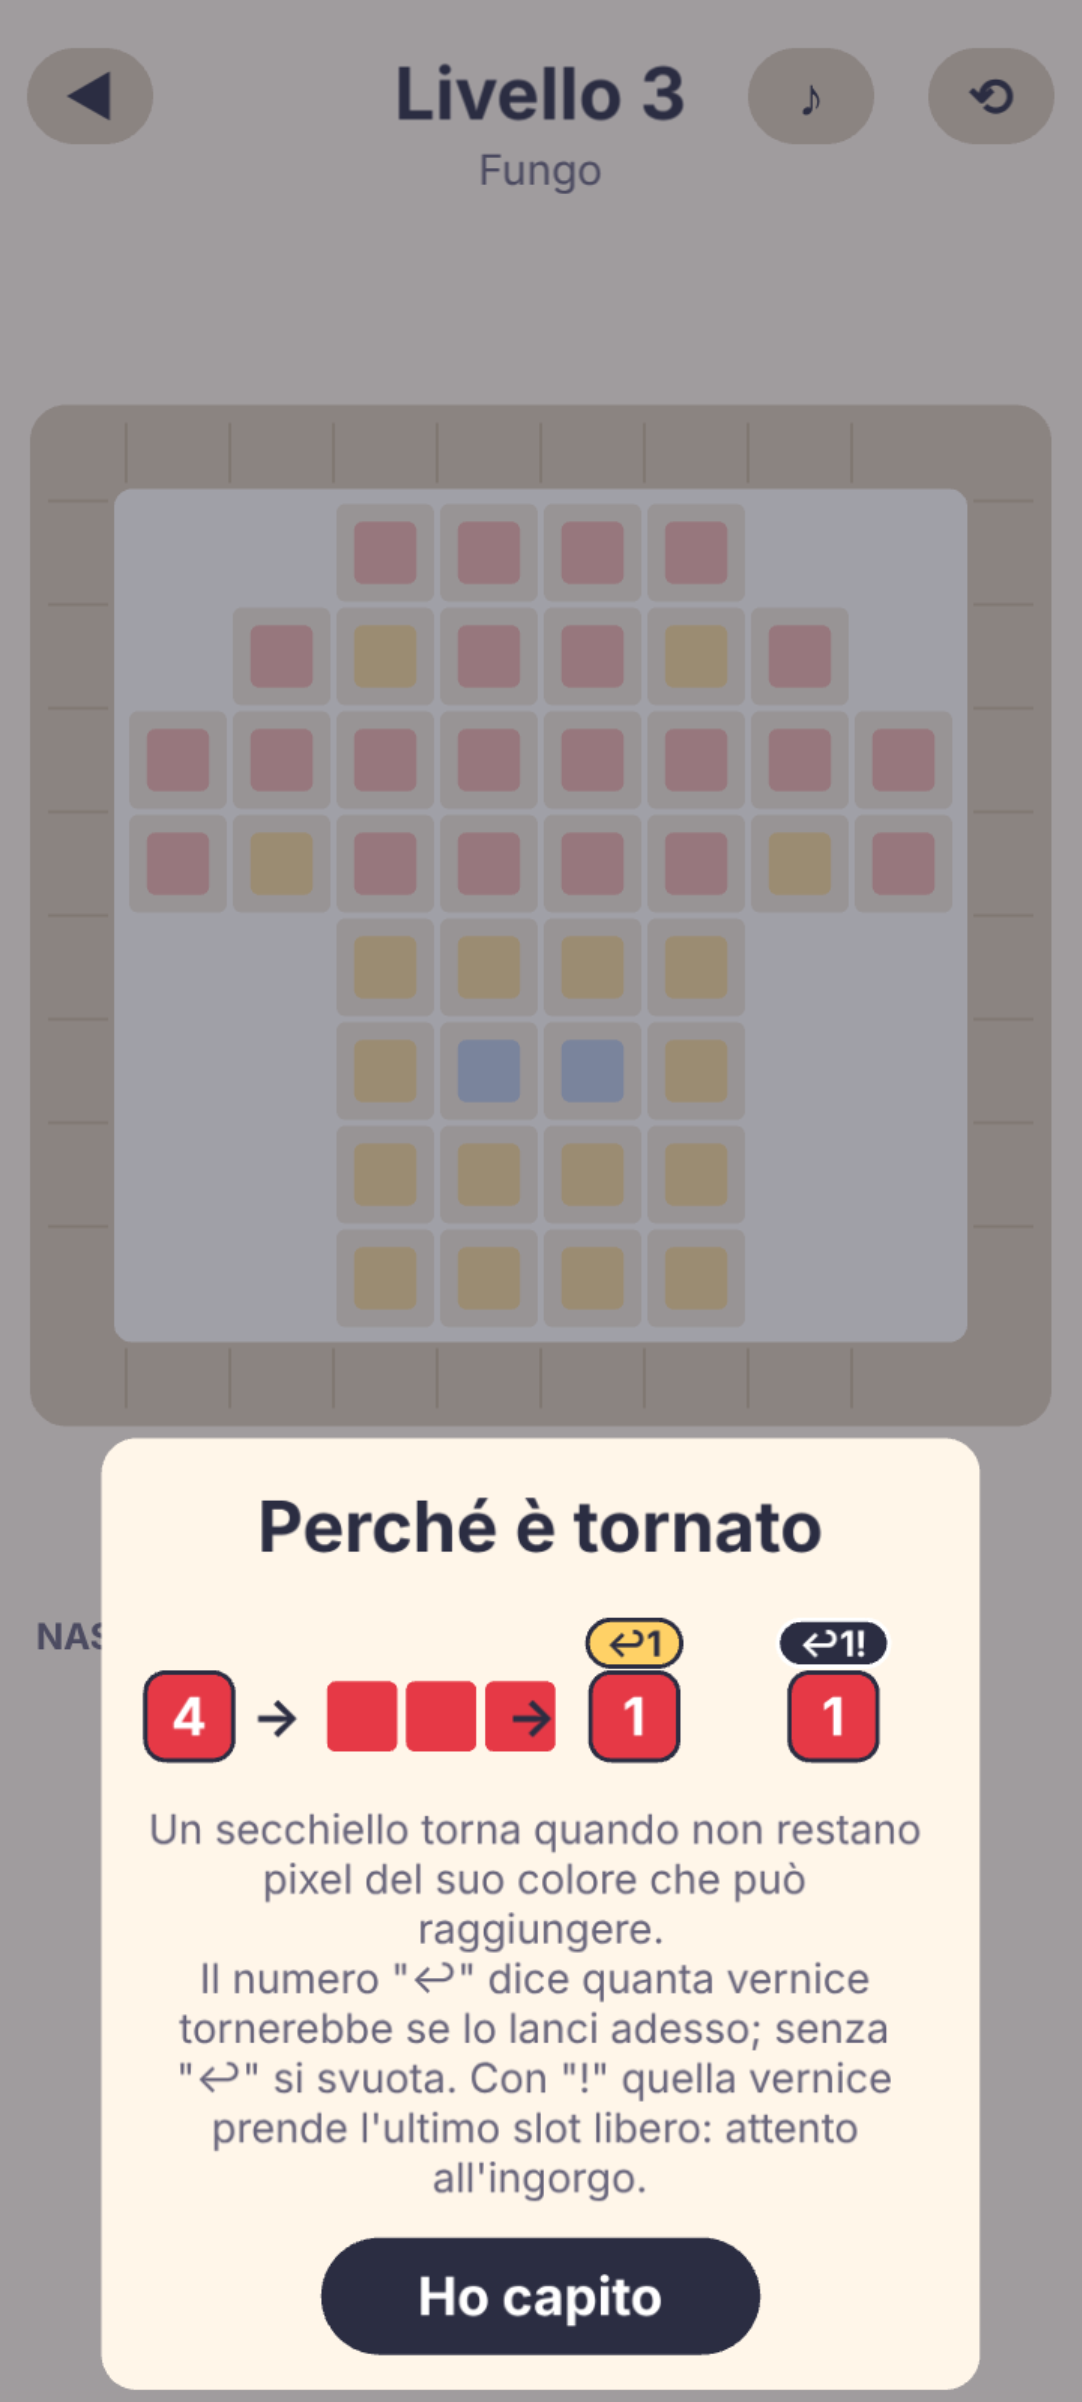 Livello 3
Fungo
Perché è tornato
NAS
↩1
↩1!
4 → → 1 1
Un secchiello torna quando non restano
pixel del suo colore che può
raggiungere.
Il numero "↩" dice quanta vernice
tornerebbe se lo lanci adesso; senza
"↩" si svuota. Con "!" quella vernice
prende l'ultimo slot libero: attento
all'ingorgo.
Ho capito